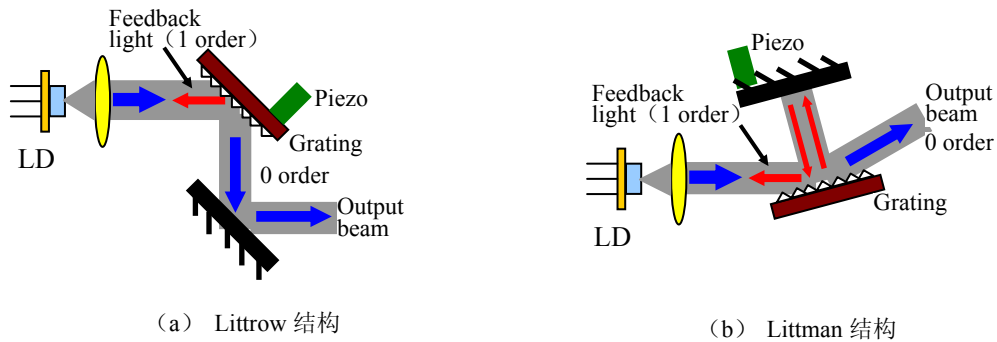 Feedback
light（1 order）
Piezo
Grating
LD
0 order
Output
beam
（a） Littrow 结构
Piezo
Feedback
light（1 order）
Output
beam
0 order
Grating
LD
（b） Littman 结构